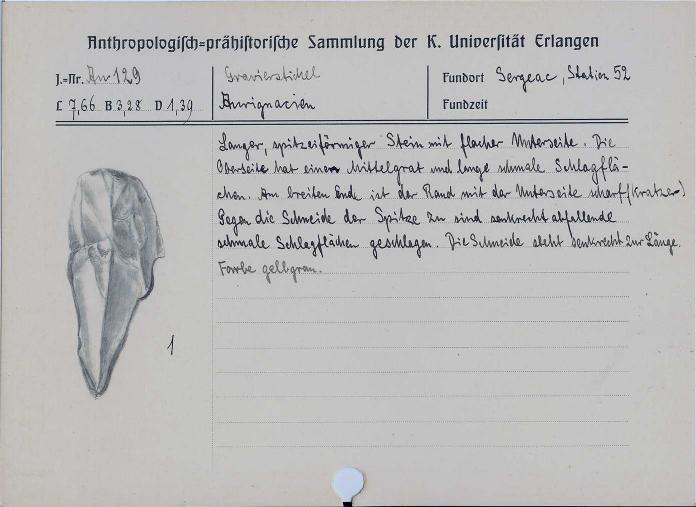 Anthropologisch=prähistorische Sammlung der K. Universität Erlangen
J.=Nr. Au 129
Gravierstichel
Fundort Sergeac, Station 52
L 7,66 B 3,28 D 1,39
Aurignacien
Fundzeit
Langer, spitzeiförmiger Stein mit flacher Unterseite. Die
Oberseite hat einen Mittelgrat und lange schmale Schlagflä-
chen. Am breiten Ende ist der Rand mit der Unterseite scharf (Kratzer)
Gegen die Schneide der Spitze zu sind senkrecht abfallende
schmale Schlagflächen geschlagen. Die Schneide steht senkrecht zur Länge.
Farbe gelbgrau.
1